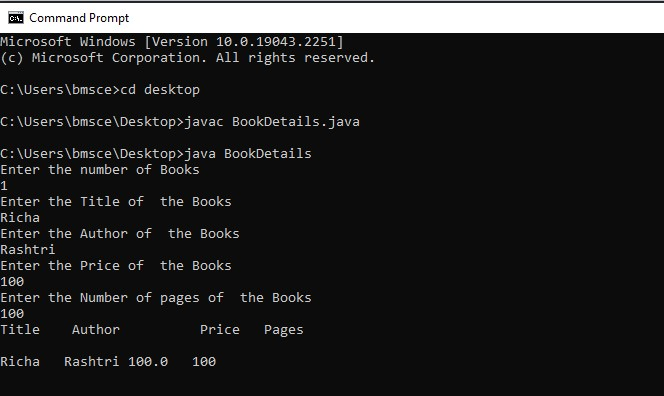 Command Prompt
Microsoft Windows [Version 10.0.19043.2251]
(c) Microsoft Corporation. All rights reserved.
C:\Users\bmsce>cd desktop
C:\Users\bmsce\Desktop>javac BookDetails.java
C:\Users\bmsce\Desktop>java BookDetails
Enter the number of Books
1
Enter the Title of  the Books
Richa
Enter the Author of  the Books
Rashtri
Enter the Price of  the Books
100
Enter the Number of pages of  the Books
100
Title    Author          Price   Pages
Richa   Rashtri 100.0   100